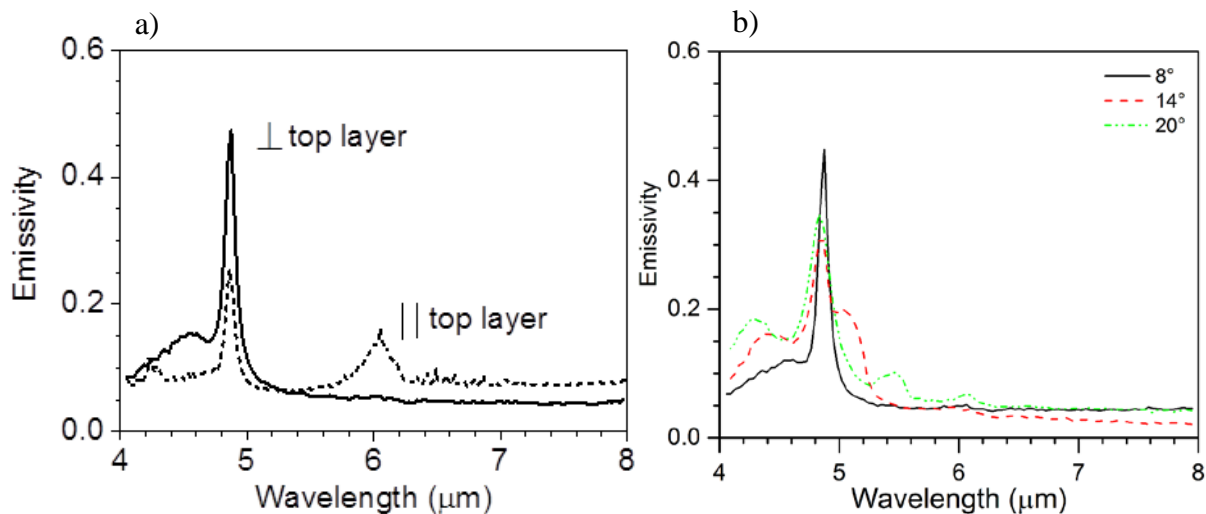 a)
0.6
0.4
0.2
0.0
Emissivity
⊥ top layer
|| top layer
4 5 6 7 8
Wavelength (μm)
b)
0.6
0.4
0.2
0.0
Emissivity
8°
14°
20°
4 5 6 7 8
Wavelength (μm)